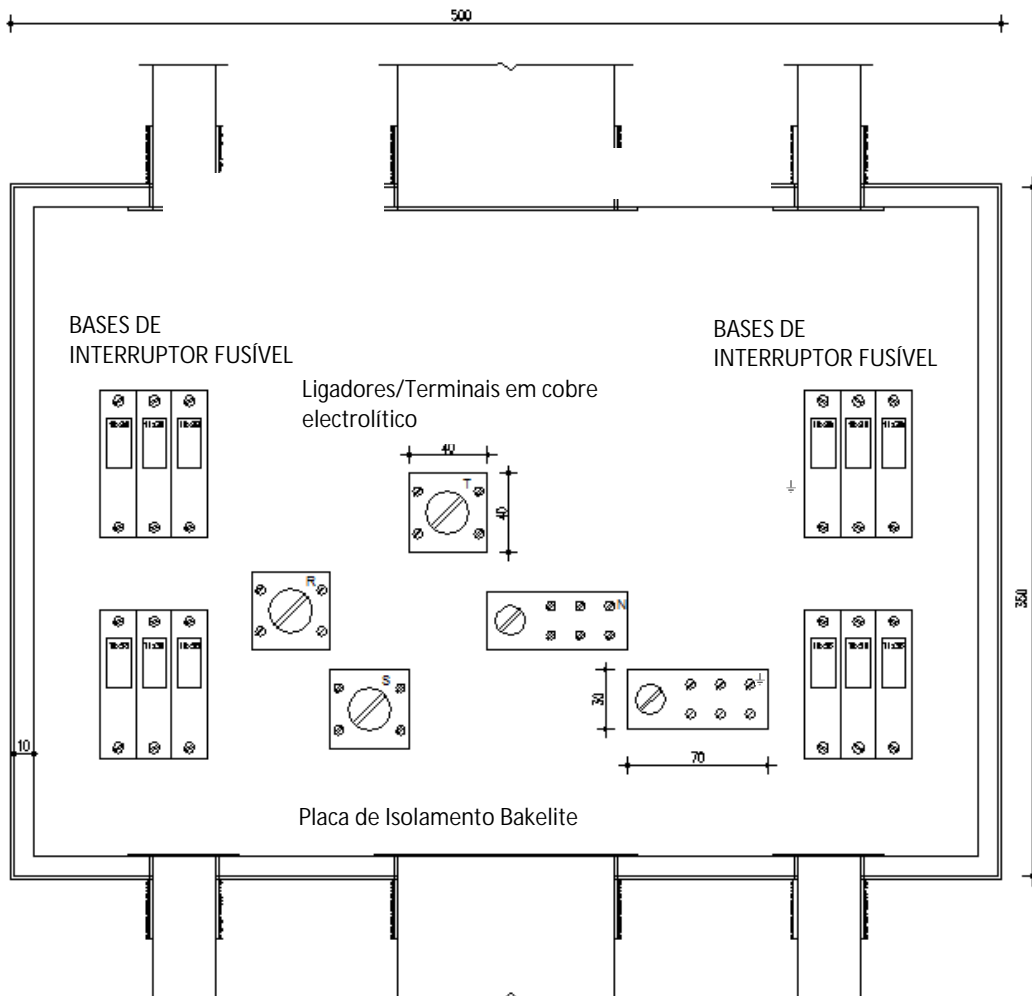 500
BASES DE
INTERRUPTOR FUSÍVEL
BASES DE
INTERRUPTOR FUSÍVEL
Ligadores/Terminais em cobre
electrolítico
40
T
40
R
N
350
S
30
10
70
Placa de Isolamento Bakelite